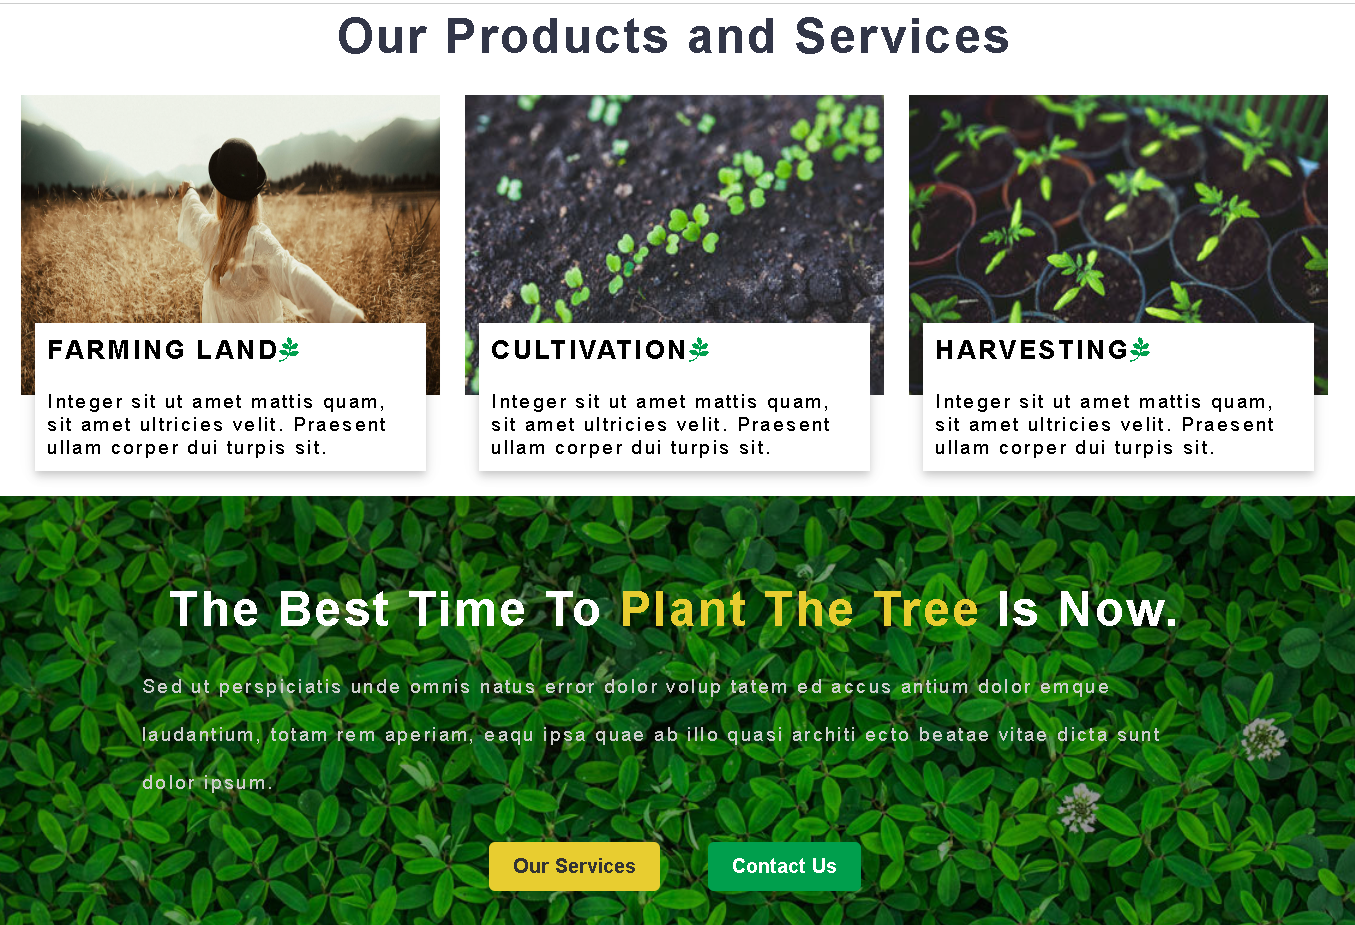 Our Products and Services
FARMING LAND
Integer sit ut amet mattis quam,
sit amet ultricies velit. Praesent
ullam corper dui turpis sit.
CULTIVATION
Integer sit ut amet mattis quam,
sit amet ultricies velit. Praesent
ullam corper dui turpis sit.
HARVESTING
Integer sit ut amet mattis quam,
sit amet ultricies velit. Praesent
ullam corper dui turpis sit.
The Best Time To Plant The Tree Is Now.
Sed ut perspiciatis unde omnis natus error dolor volup tatem ed accus antium dolor emque
laudantium, totam rem aperiam, eaqu ipsa quae ab illo quasi architi ecto beatae vitae dicta sunt
dolor ipsum.
Our Services
Contact Us